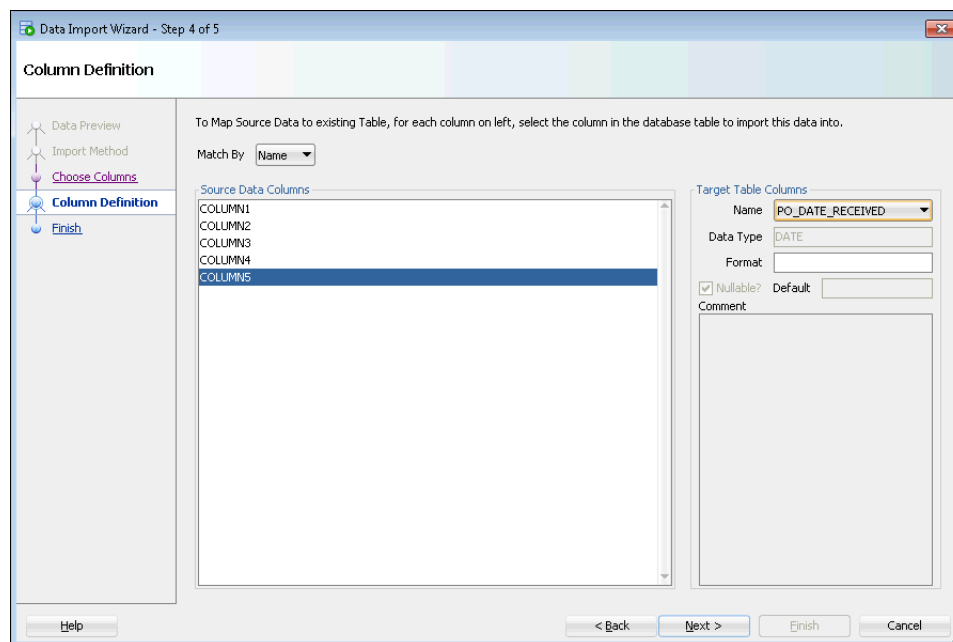 Data Import Wizard - Step 4 of 5
Column Definition
Data Preview
Import Method
Choose Columns
Column Definition
Finish
To Map Source Data to existing Table, for each column on left, select the column in the database table to import this data into.
Match By Name
Source Data Columns
COLUMN1
COLUMN2
COLUMN3
COLUMN4
COLUMN5
Target Table Columns
Name PO_DATE_RECEIVED
Data Type DATE
Format
Nullable? Default
Comment
Help
< Back
Next >
Finish
Cancel